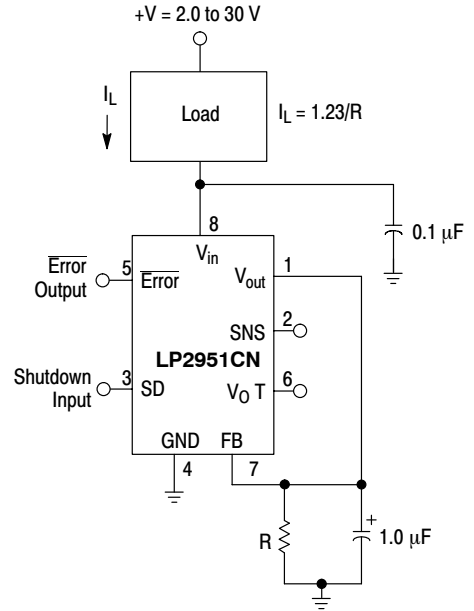 +V = 2.0 to 30 V
I_L
Load
I_L = 1.23/R
8
V_in
0.1 μF
Error
Output
5
Error
V_out
1
SNS
2
LP2951CN
Shutdown
Input
3
SD
V_O T
6
GND
FB
4
7
R
+
1.0 μF